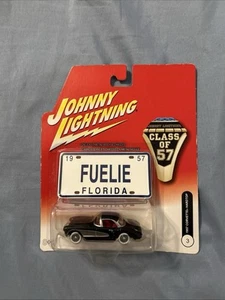 JOHNNY
LIGHTNING
CLASS OF
57
19 57
FUELIE
FLORIDA
3